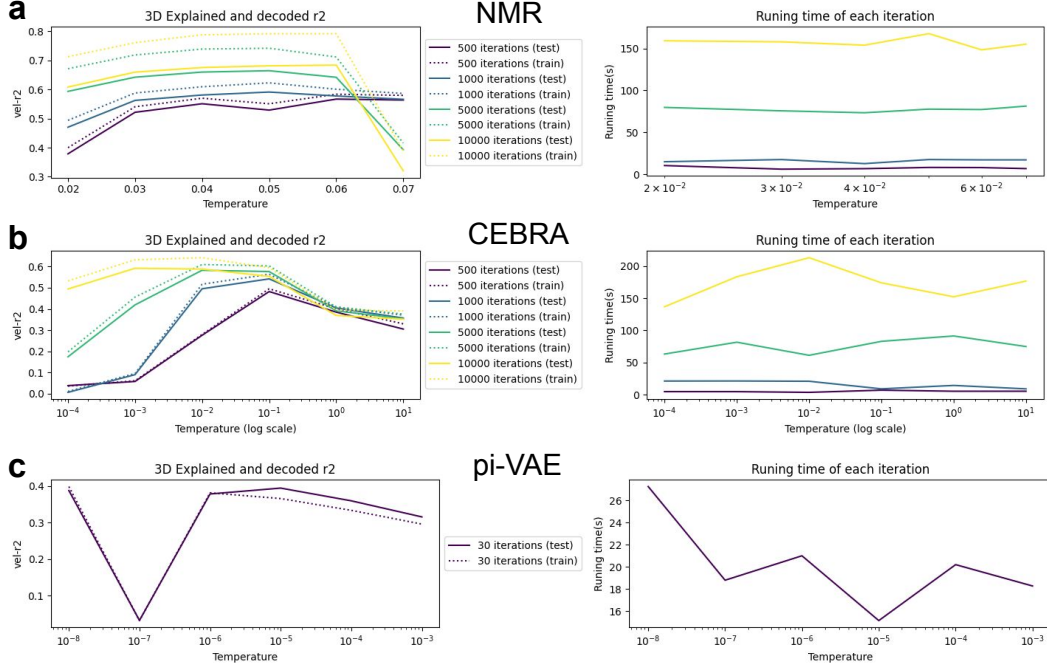 a
NMR
3D Explained and decoded r2
vel-r2
0.8
0.7
0.6
0.5
0.4
0.3
0.02 0.03 0.04 0.05 0.06 0.07
Temperature
500 iterations (test)
500 iterations (train)
1000 iterations (test)
1000 iterations (train)
5000 iterations (test)
5000 iterations (train)
10000 iterations (test)
10000 iterations (train)
Runing time of each iteration
Runing time(s)
150
100
50
0
2 × 10⁻² 3 × 10⁻² 4 × 10⁻² 6 × 10⁻²
Temperature
b
CEBRA
3D Explained and decoded r2
vel-r2
0.6
0.5
0.4
0.3
0.2
0.1
0.0
10⁻⁴ 10⁻³ 10⁻² 10⁻¹ 10⁰ 10¹
Temperature (log scale)
500 iterations (test)
500 iterations (train)
1000 iterations (test)
1000 iterations (train)
5000 iterations (test)
5000 iterations (train)
10000 iterations (test)
10000 iterations (train)
Runing time of each iteration
Runing time(s)
200
150
100
50
0
10⁻⁴ 10⁻³ 10⁻² 10⁻¹ 10⁰ 10¹
Temperature (log scale)
c
pi-VAE
3D Explained and decoded r2
vel-r2
0.4
0.3
0.2
0.1
10⁻⁸ 10⁻⁷ 10⁻⁶ 10⁻⁵ 10⁻⁴ 10⁻³
Temperature
30 iterations (test)
30 iterations (train)
Runing time of each iteration
Runing time(s)
26
24
22
20
18
16
10⁻⁸ 10⁻⁷ 10⁻⁶ 10⁻⁵ 10⁻⁴ 10⁻³
Temperature